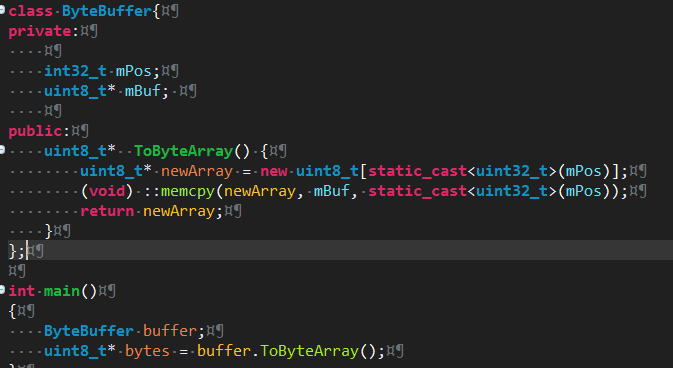 class ByteBuffer{¤¶
private:¤¶
····¤¶
····int32_t·mPos;¤¶
····uint8_t*·mBuf;·¤¶
····¤¶
public:¤¶
····uint8_t*··ToByteArray()·{¤¶
········uint8_t*·newArray·=·new·uint8_t[static_cast<uint32_t>(mPos)];¤¶
········(void)·::memcpy(newArray,·mBuf,·static_cast<uint32_t>(mPos));¤¶
········return·newArray;¤¶
····}¤¶
};¤¶
¤¶
int·main()¤¶
{¤¶
····ByteBuffer·buffer;¤¶
····uint8_t*·bytes·=·buffer.ToByteArray();¤¶